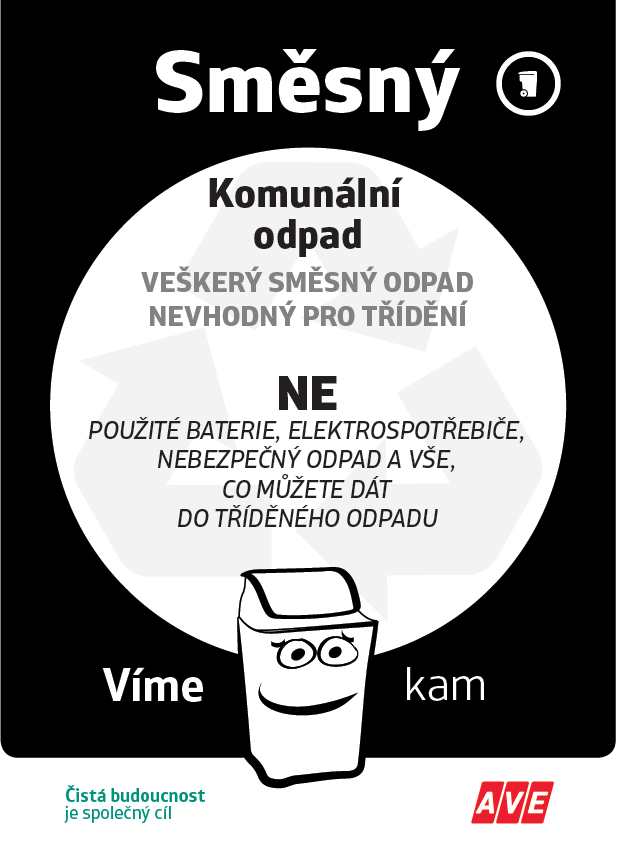 Směsný
Komunální
odpad
VEŠKERÝ SMĚSNÝ ODPAD
NEVHODNÝ PRO TŘÍDĚNÍ
NE
POUŽITÉ BATERIE, ELEKTROSPOTŘEBIČE,
NEBEZPEČNÝ ODPAD A VŠE,
CO MŮŽETE DÁT
DO TŘÍDĚNÉHO ODPADU
Víme kam
Čistá budoucnost
je společný cíl
AVE